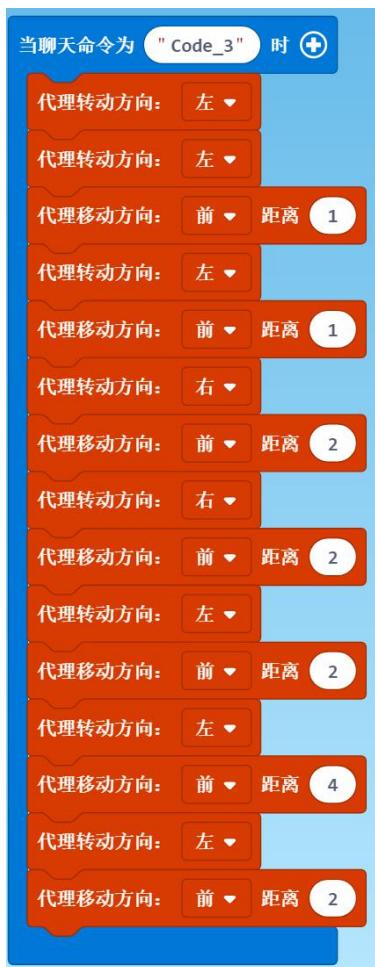 当聊天命令为 "Code_3" 时
代理转动方向： 左
代理转动方向： 左
代理移动方向： 前 距离 1
代理转动方向： 左
代理移动方向： 前 距离 1
代理转动方向： 右
代理移动方向： 前 距离 2
代理转动方向： 右
代理移动方向： 前 距离 2
代理转动方向： 左
代理移动方向： 前 距离 2
代理转动方向： 左
代理移动方向： 前 距离 4
代理转动方向： 左
代理移动方向： 前 距离 2